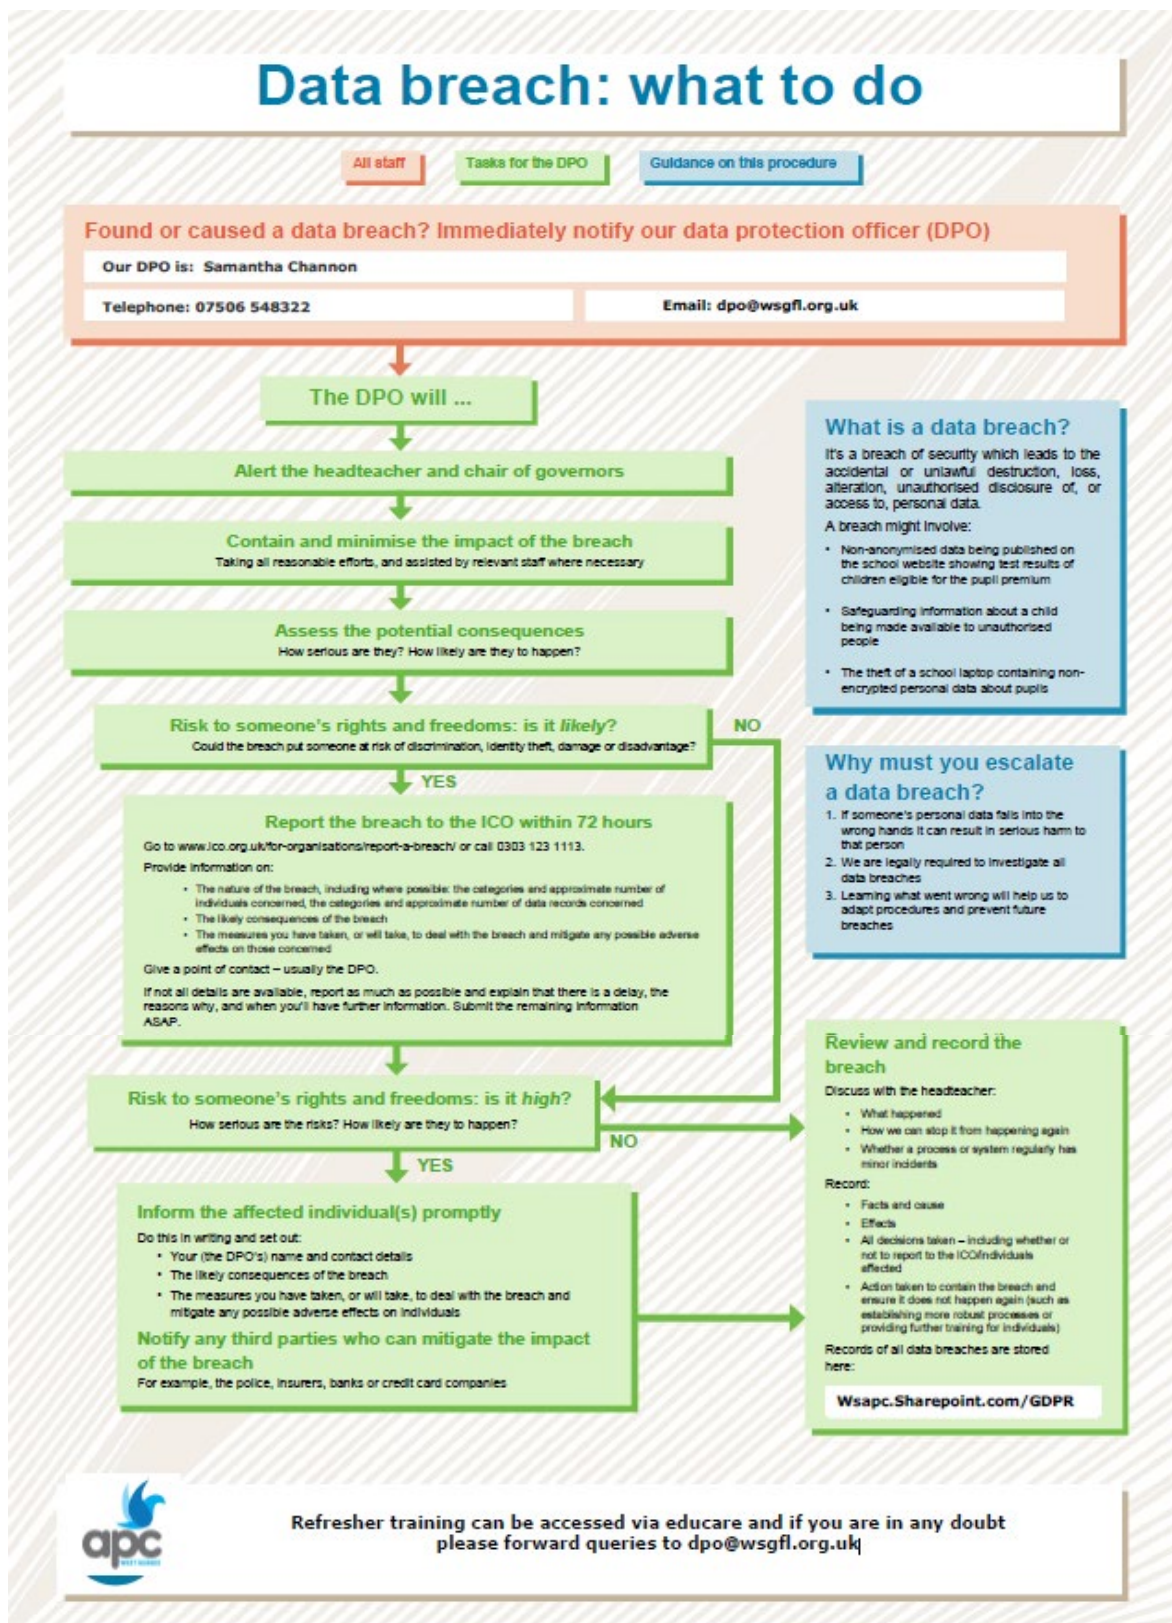 Data breach: what to do
All staff
Tasks for the DPO
Guidance on this procedure
Found or caused a data breach? Immediately notify our data protection officer (DPO)
Our DPO is: Samantha Channon
Telephone: 07506 548322
Email: dpo@wsgfl.org.uk
The DPO will ...
Alert the headteacher and chair of governors
Contain and minimise the impact of the breach
Taking all reasonable efforts, and assisted by relevant staff where necessary
Assess the potential consequences
How serious are they? How likely are they to happen?
Risk to someone's rights and freedoms: is it likely?
Could the breach put someone at risk of discrimination, identity theft, damage or disadvantage?
NO
YES
Report the breach to the ICO within 72 hours
Go to www.ico.org.uk/for-organisations/report-a-breach/ or call 0303 123 1113.
Provide information on:
• The nature of the breach, including where possible: the categories and approximate number of
individuals concerned, the categories and approximate number of data records concerned
• The likely consequences of the breach
• The measures you have taken, or will take, to deal with the breach and mitigate any possible adverse
effects on those concerned
Give a point of contact – usually the DPO.
If not all details are available, report as much as possible and explain that there is a delay, the
reasons why, and when you'll have further information. Submit the remaining information
ASAP.
Risk to someone's rights and freedoms: is it high?
How serious are the risks? How likely are they to happen?
NO
YES
Inform the affected individual(s) promptly
Do this in writing and set out:
• Your (the DPO's) name and contact details
• The likely consequences of the breach
• The measures you have taken, or will take, to deal with the breach and
mitigate any possible adverse effects on individuals
Notify any third parties who can mitigate the impact
of the breach
For example, the police, insurers, banks or credit card companies
What is a data breach?
It's a breach of security which leads to the
accidental or unlawful destruction, loss,
alteration, unauthorised disclosure of, or
access to, personal data.
A breach might involve:
• Non-anonymised data being published on
the school website showing test results of
children eligible for the pupil premium
• Safeguarding information about a child
being made available to unauthorised
people
• The theft of a school laptop containing non-
encrypted personal data about pupils
Why must you escalate
a data breach?
1. If someone's personal data falls into the
wrong hands it can result in serious harm to
that person
2. We are legally required to investigate all
data breaches
3. Learning what went wrong will help us to
adapt procedures and prevent future
breaches
Review and record the
breach
Discuss with the headteacher:
• What happened
• How we can stop it from happening again
• Whether a process or system regularly has
minor incidents
Record:
• Facts and cause
• Effects
• All decisions taken – including whether or
not to report to the ICO/individuals
affected
• Action taken to contain the breach and
ensure it does not happen again (such as
establishing more robust processes or
providing further training for individuals)
Records of all data breaches are stored
here:
Wsapc.Sharepoint.com/GDPR
apc
Refresher training can be accessed via educare and if you are in any doubt
please forward queries to dpo@wsgfl.org.uk